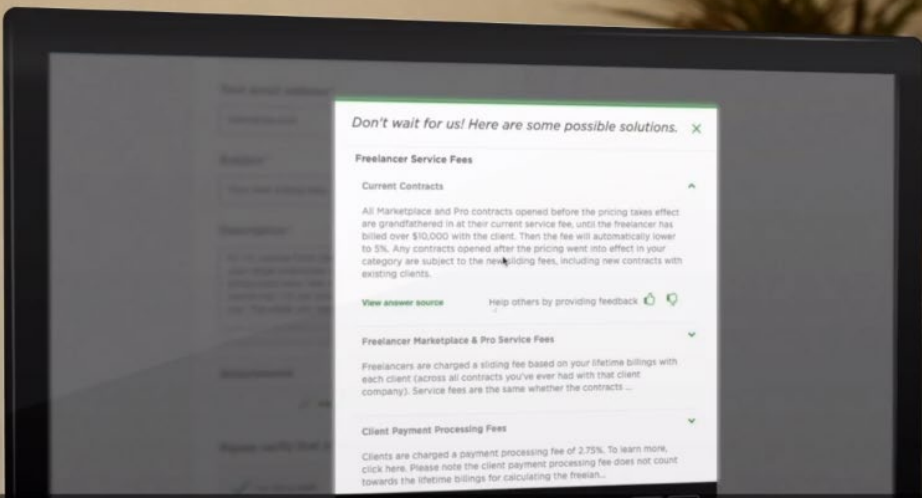 Don't wait for us! Here are some possible solutions.
Freelancer Service Fees
Current Contracts
All Marketplace and Pro contracts opened before the pricing takes effect
are grandfathered in at their current service fee, until the freelancer has
billed over $10,000 with the client. Then the fee will automatically lower
to 5%. Any contracts opened after the pricing went into effect in your
category are subject to the new sliding fees, including new contracts with
existing clients.
View answer source Help others by providing feedback
Freelancer Marketplace & Pro Service Fees
Freelancers are charged a sliding fee based on your lifetime billings with
each client (across all contracts you've ever had with that client
company). Service fees are the same whether the contracts ...
Client Payment Processing Fees
Clients are charged a payment processing fee of 2.75%. To learn more,
click here. Please note the client payment processing fee does not count
towards the lifetime billings for calculating the freelan...